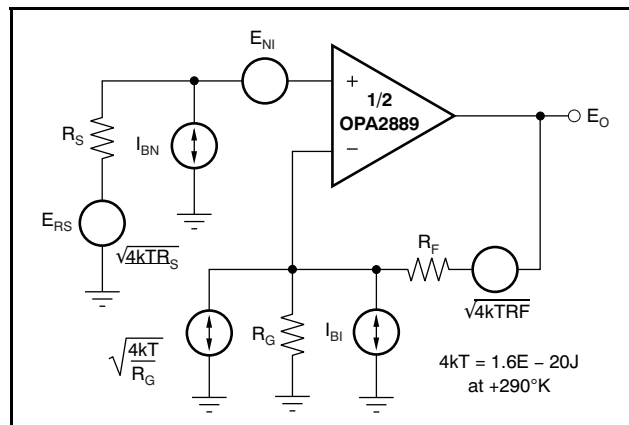 E_NI
+
1/2
OPA2889
−
E_O
R_S
I_BN
E_RS
√4kTR_S
R_F
√4kTRF
√4kT/R_G
R_G
I_BI
4kT = 1.6E – 20J
at +290°K